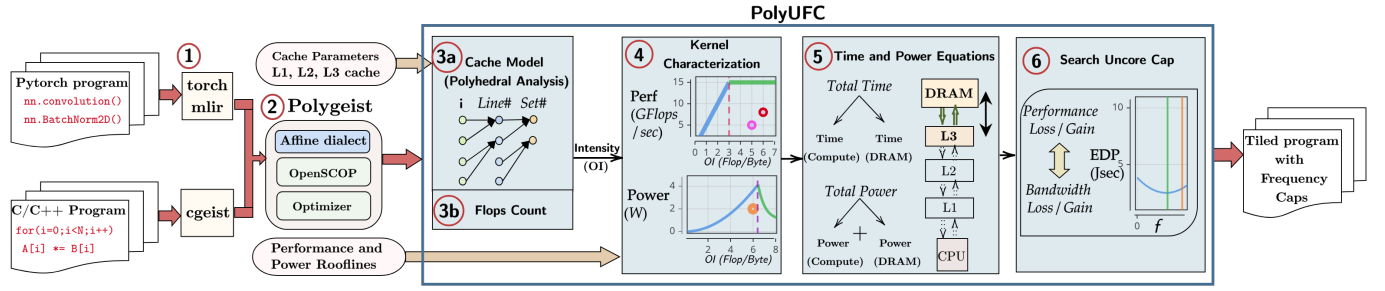 PolyUFC
1
Pytorch program
nn.convolution()
nn.BatchNorm2D()
torch
mlir
C/C++ Program
for(i=0;i<N;i++)
A[i] *= B[i]
cgeist
2 Polygeist
Affine dialect
OpenSCOP
Optimizer
Cache Parameters
L1, L2, L3 cache
Performance and
Power Rooflines
3a
Cache Model
(Polyhedral Analysis)
i Line# Set#
3b Flops Count
Intensity
(OI)
4 Kernel
Characterization
Perf
(GFlops
/ sec)
15
10
5
0 1 2 3 4 5 6 7
OI (Flop/Byte)
Power
(W)
4
2
0
0 2 4 6 7 8
OI (Flop/Byte)
5 Time and Power Equations
Total Time
Time
(Compute)
Time
(DRAM)
Total Power
Power + Power
(Compute) (DRAM)
DRAM
L3
L2
L1
CPU
6 Search Uncore Cap
Performance
Loss / Gain
Bandwidth
Loss / Gain
EDP
(Jsec)
10
5
0
f
Tiled program
with
Frequency
Caps